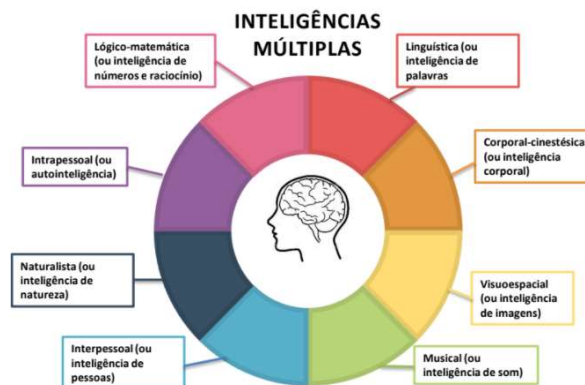 INTELIGÊNCIAS
MÚLTIPLAS
Lógico-matemática
(ou inteligência de
números e raciocínio)
Linguística (ou
inteligência de
palavras
Corporal-cinestésica
(ou inteligência
corporal)
Intrapessoal (ou
autointeligência)
Naturalista (ou
inteligência de
natureza)
Visuoespacial
(ou inteligência
de imagens)
Interpessoal (ou
inteligência de
pessoas)
Musical (ou
inteligência de som)